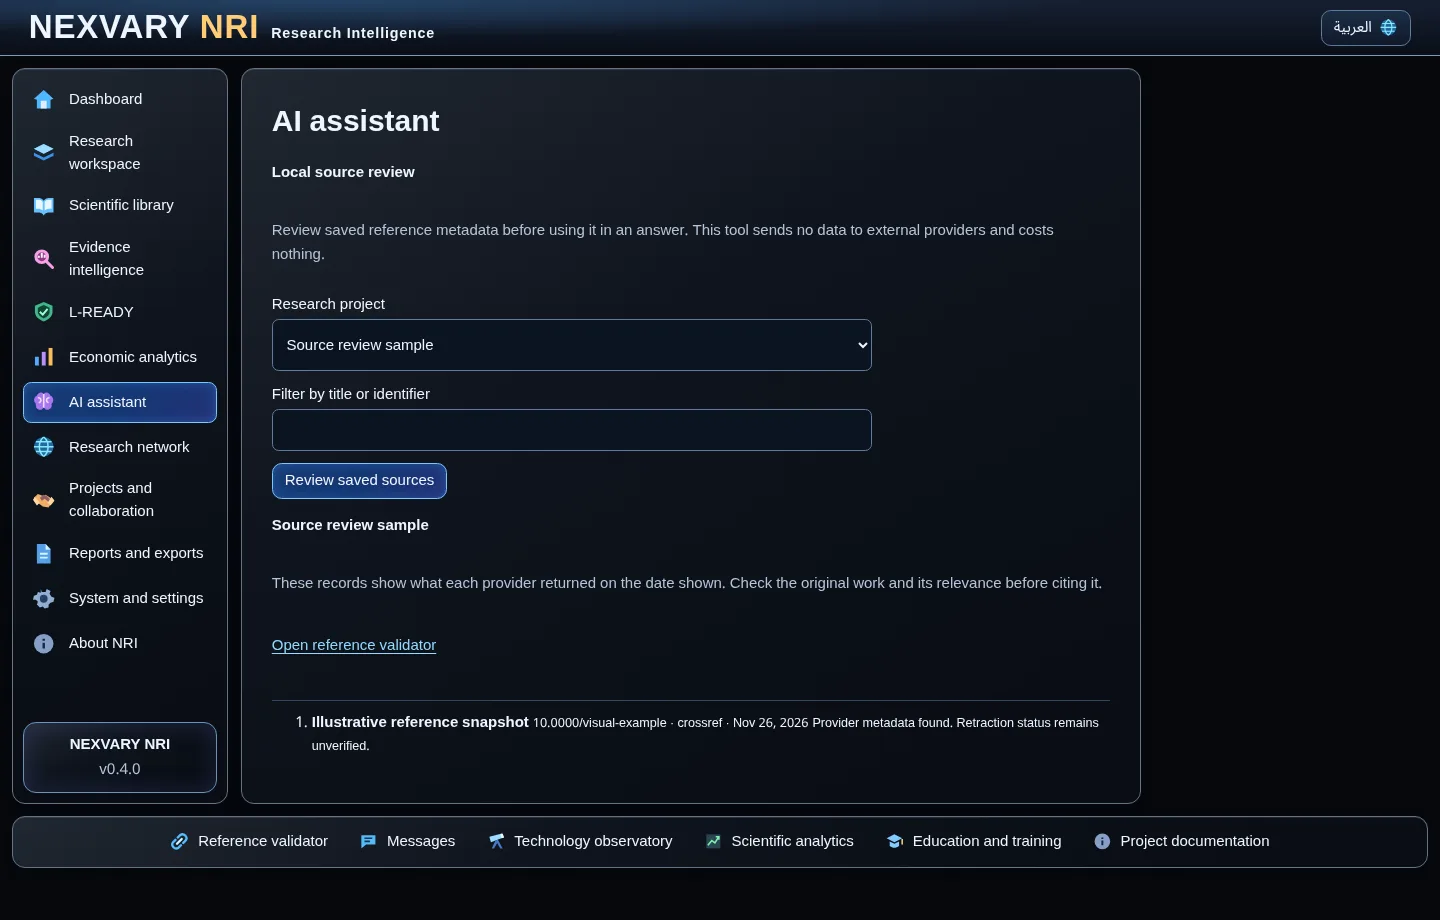 NEXVARY NRI Research Intelligence
العربية
Dashboard
Research
workspace
Scientific library
Evidence
intelligence
L-READY
Economic analytics
AI assistant
Research network
Projects and
collaboration
Reports and exports
System and settings
About NRI
NEXVARY NRI
v0.4.0
AI assistant
Local source review
Review saved reference metadata before using it in an answer. This tool sends no data to external providers and costs
nothing.
Research project
Source review sample
Filter by title or identifier
Review saved sources
Source review sample
These records show what each provider returned on the date shown. Check the original work and its relevance before citing it.
Open reference validator
1. Illustrative reference snapshot 10.0000/visual-example · crossref · Nov 26, 2026 Provider metadata found. Retraction status remains
unverified.
Reference validator
Messages
Technology observatory
Scientific analytics
Education and training
Project documentation